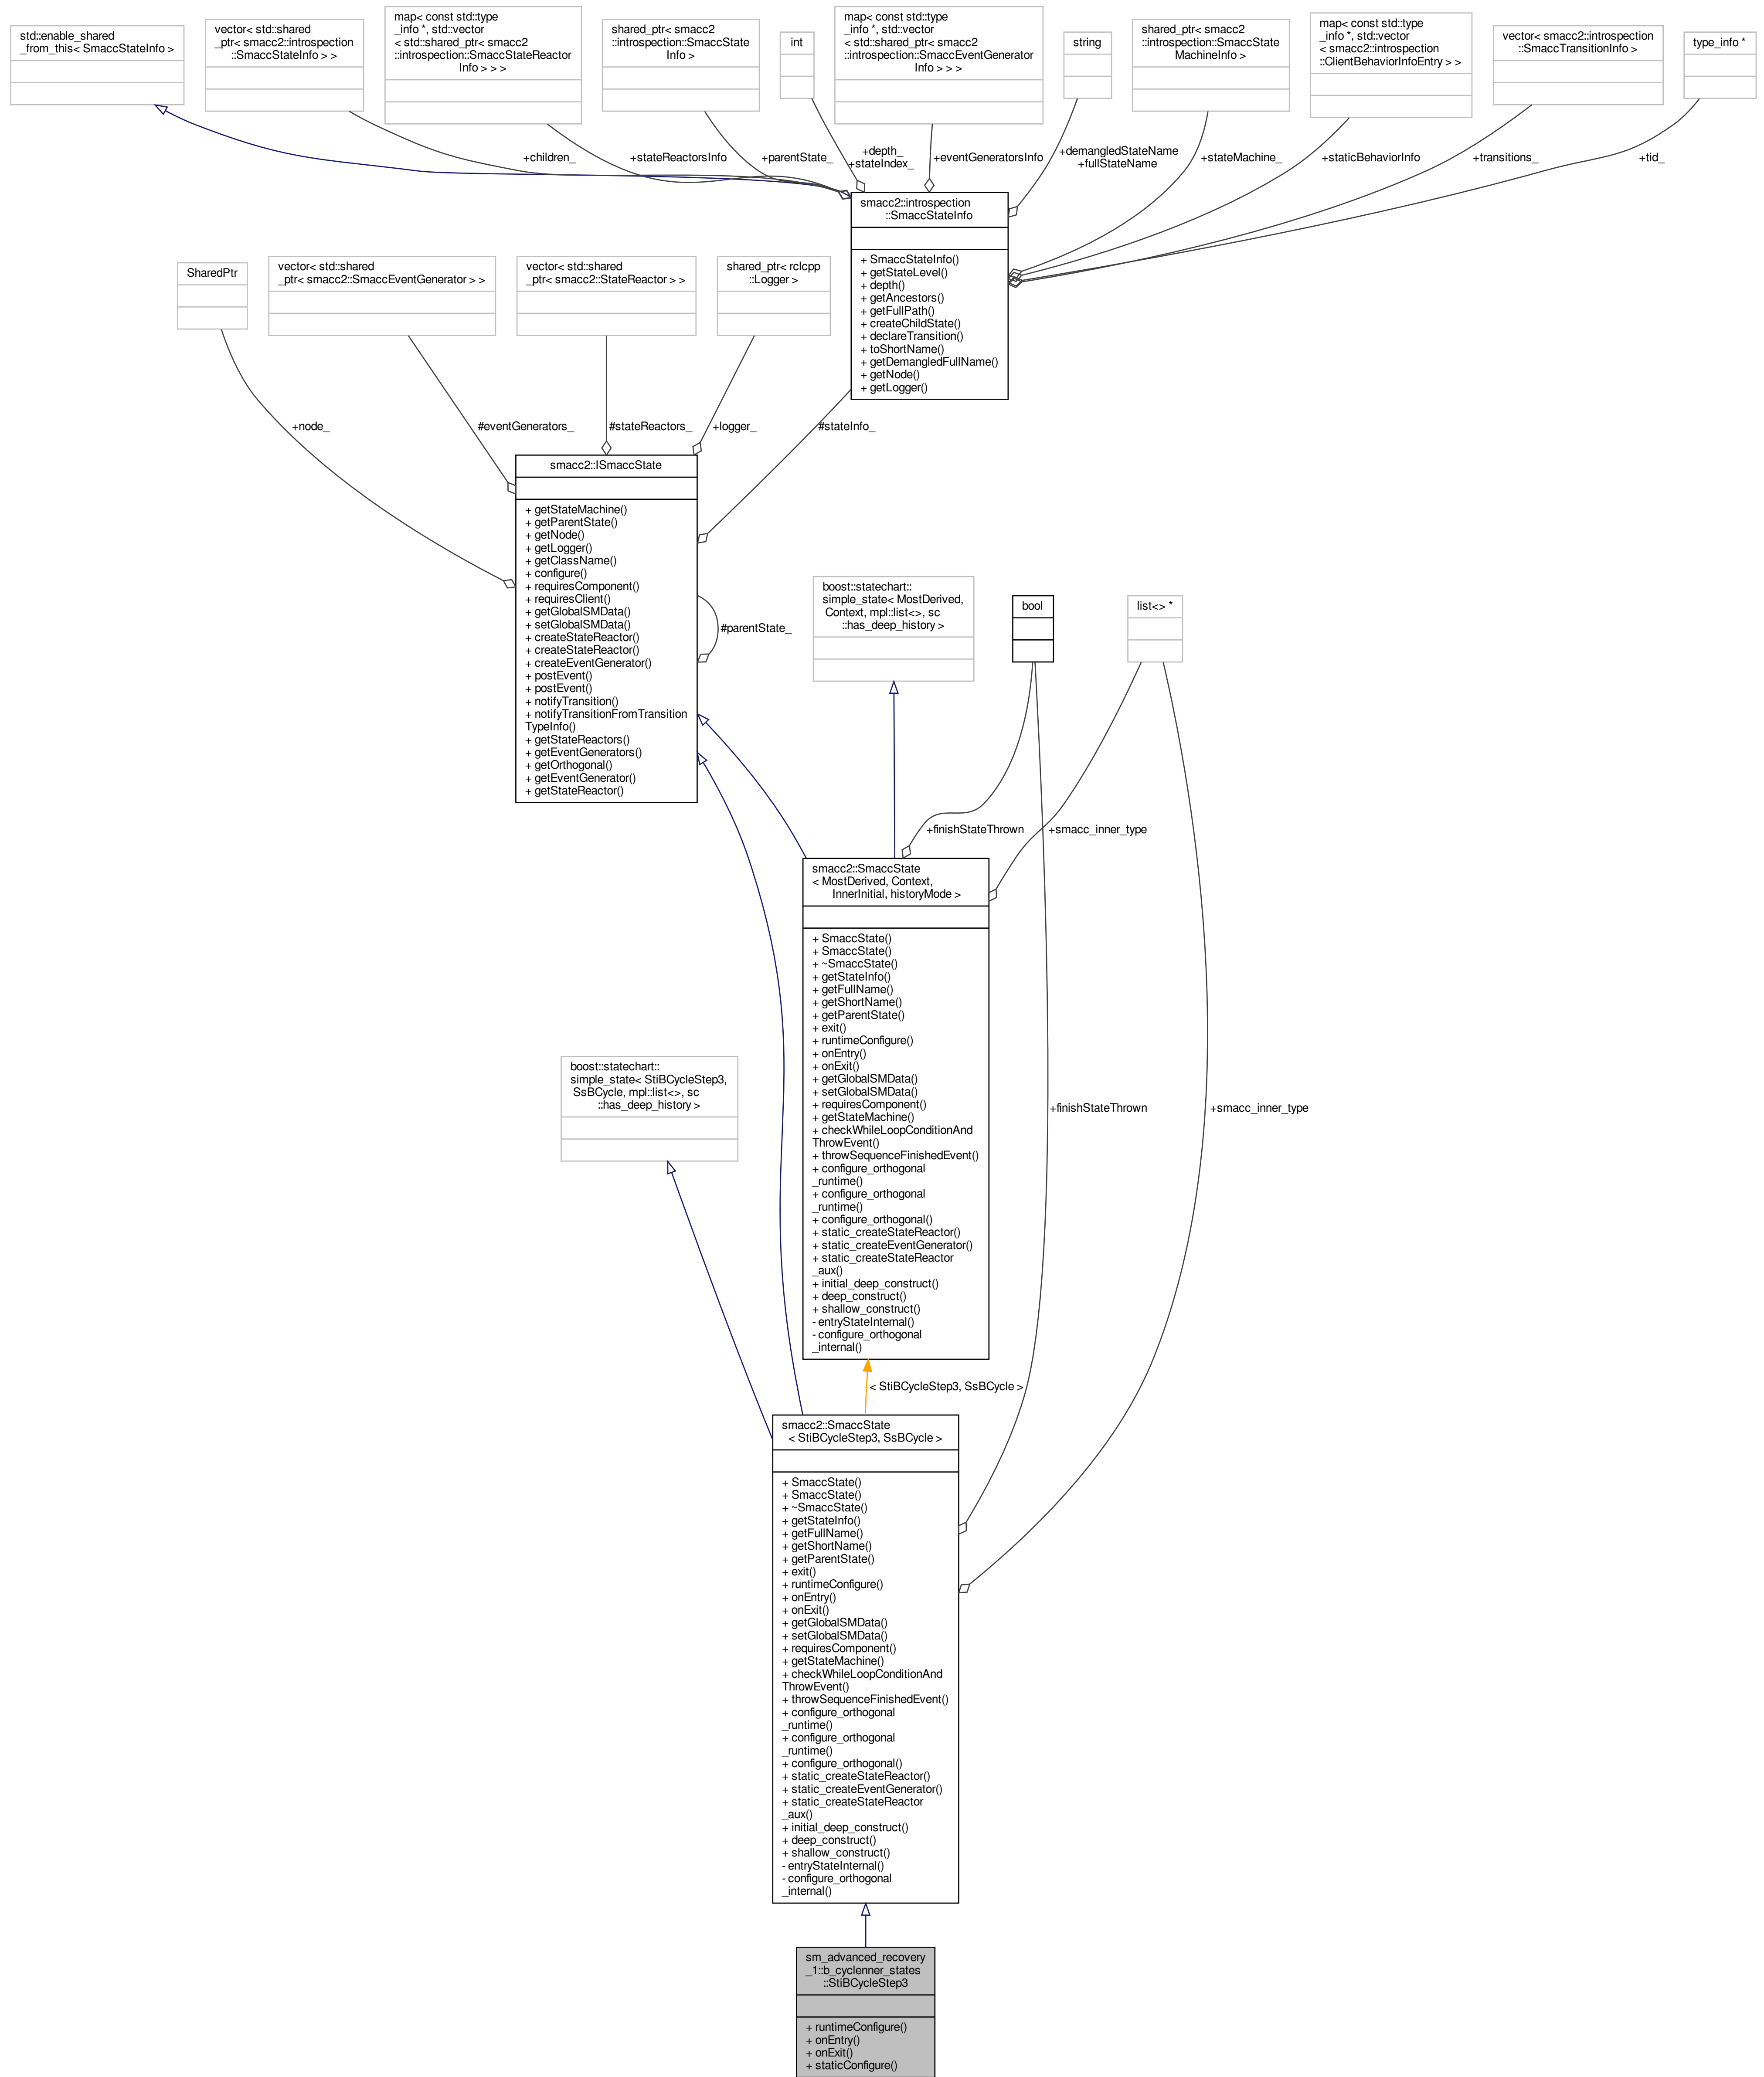 std::enable_shared
_from_this< SmaccStateInfo >
vector< std::shared
_ptr< smacc2::introspection
::SmaccStateInfo > >
map< const std::type
_info *, std::vector
< std::shared_ptr< smacc2
::introspection::SmaccStateReactor
Info > > >
shared_ptr< smacc2
::introspection::SmaccState
Info >
int
map< const std::type
_info *, std::vector
< std::shared_ptr< smacc2
::introspection::SmaccEventGenerator
Info > > >
string
shared_ptr< smacc2
::introspection::SmaccState
MachineInfo >
map< const std::type
_info *, std::vector
< smacc2::introspection
::ClientBehaviorInfoEntry > >
vector< smacc2::introspection
::SmaccTransitionInfo >
type_info *
+children_
+stateReactorsInfo
+parentState_
+depth_
+stateIndex_
+eventGeneratorsInfo
+demangledStateName
+fullStateName
+stateMachine_
+staticBehaviorInfo
+transitions_
+tid_
smacc2::introspection
::SmaccStateInfo
+ SmaccStateInfo()
+ getStateLevel()
+ depth()
+ getAncestors()
+ getFullPath()
+ createChildState()
+ declareTransition()
+ toShortName()
+ getDemangledFullName()
+ getNode()
+ getLogger()
SharedPtr
vector< std::shared
_ptr< smacc2::SmaccEventGenerator > >
vector< std::shared
_ptr< smacc2::StateReactor > >
shared_ptr< rclcpp
::Logger >
+node_
#eventGenerators_
#stateReactors_
+logger_
#stateInfo_
smacc2::ISmaccState
+ getStateMachine()
+ getParentState()
+ getNode()
+ getLogger()
+ getClassName()
+ configure()
+ requiresComponent()
+ requiresClient()
+ getGlobalSMData()
+ setGlobalSMData()
+ createStateReactor()
+ createStateReactor()
+ createEventGenerator()
+ postEvent()
+ postEvent()
+ notifyTransition()
+ notifyTransitionFromTransition
TypeInfo()
+ getStateReactors()
+ getEventGenerators()
+ getOrthogonal()
+ getEventGenerator()
+ getStateReactor()
#parentState_
boost::statechart::
simple_state< MostDerived,
Context, mpl::list<>, sc
::has_deep_history >
bool
list<> *
+finishStateThrown
+smacc_inner_type
smacc2::SmaccState
< MostDerived, Context,
InnerInitial, historyMode >
+ SmaccState()
+ SmaccState()
+ ~SmaccState()
+ getStateInfo()
+ getFullName()
+ getShortName()
+ getParentState()
+ exit()
+ runtimeConfigure()
+ onEntry()
+ onExit()
+ getGlobalSMData()
+ setGlobalSMData()
+ requiresComponent()
+ getStateMachine()
+ checkWhileLoopConditionAnd
ThrowEvent()
+ throwSequenceFinishedEvent()
+ configure_orthogonal
_runtime()
+ configure_orthogonal
_runtime()
+ configure_orthogonal()
+ static_createStateReactor()
+ static_createEventGenerator()
+ static_createStateReactor
_aux()
+ initial_deep_construct()
+ deep_construct()
+ shallow_construct()
- entryStateInternal()
- configure_orthogonal
_internal()
boost::statechart::
simple_state< StiBCycleStep3,
SsBCycle, mpl::list<>, sc
::has_deep_history >
+finishStateThrown
+smacc_inner_type
< StiBCycleStep3, SsBCycle >
smacc2::SmaccState
< StiBCycleStep3, SsBCycle >
+ SmaccState()
+ SmaccState()
+ ~SmaccState()
+ getStateInfo()
+ getFullName()
+ getShortName()
+ getParentState()
+ exit()
+ runtimeConfigure()
+ onEntry()
+ onExit()
+ getGlobalSMData()
+ setGlobalSMData()
+ requiresComponent()
+ getStateMachine()
+ checkWhileLoopConditionAnd
ThrowEvent()
+ throwSequenceFinishedEvent()
+ configure_orthogonal
_runtime()
+ configure_orthogonal
_runtime()
+ configure_orthogonal()
+ static_createStateReactor()
+ static_createEventGenerator()
+ static_createStateReactor
_aux()
+ initial_deep_construct()
+ deep_construct()
+ shallow_construct()
- entryStateInternal()
- configure_orthogonal
_internal()
sm_advanced_recovery
_1::b_cyclenner_states
::StiBCycleStep3
+ runtimeConfigure()
+ onEntry()
+ onExit()
+ staticConfigure()